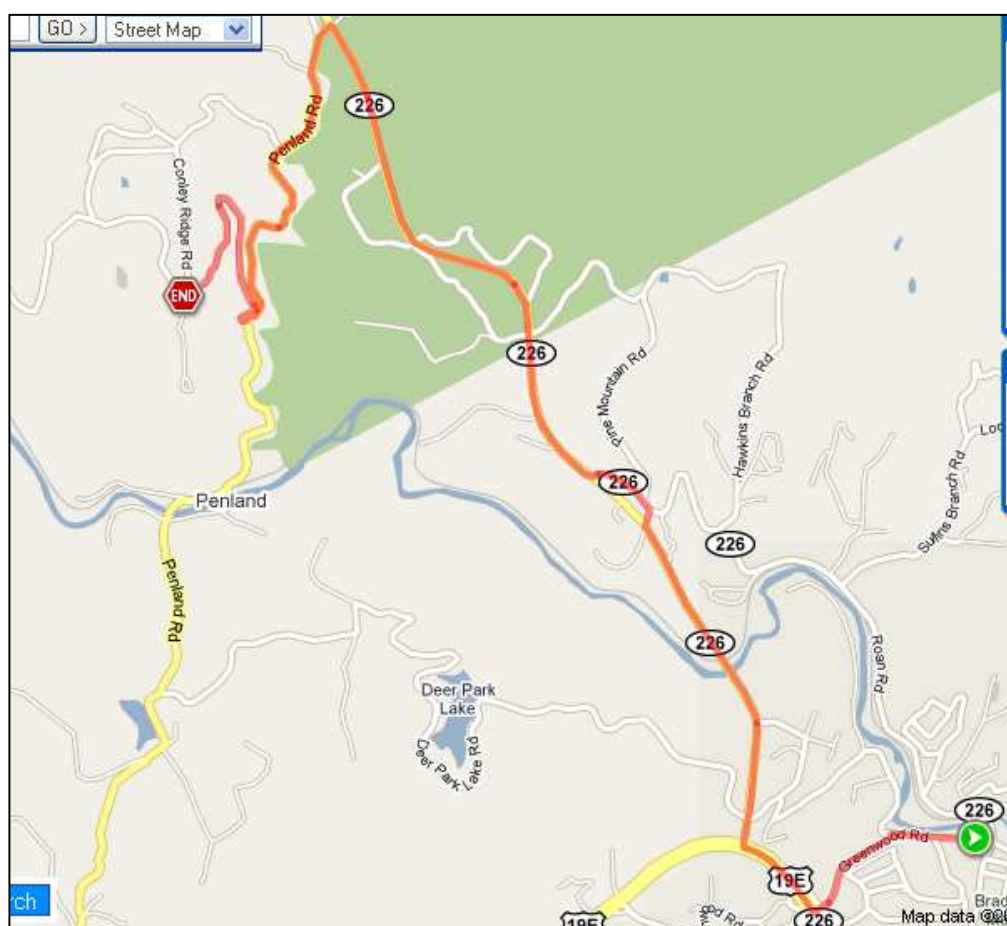 GO >
Street Map
226
Penland Rd
Conley Ridge Rd
END
226
Pine Mountain Rd
Hawkins Branch Rd
226
Penland
226
Sullins Branch Rd
Penland Rd
226
Roan Rd
Deer Park
Lake
Deer Park
Lake Rd
226
Greenwood Rd
19E
rch
19E
226
Brad
Map data